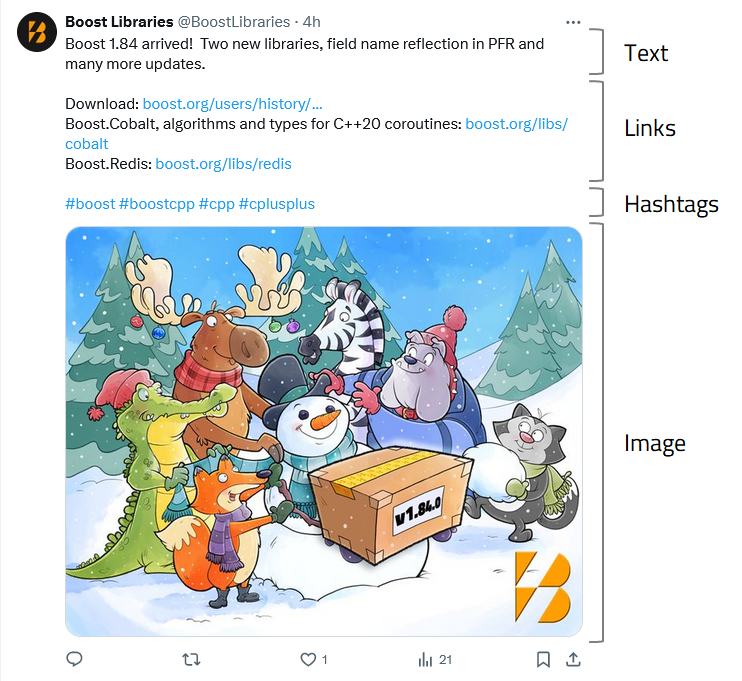 Boost Libraries @BoostLibraries · 4h
Boost 1.84 arrived!  Two new libraries, field name reflection in PFR and
many more updates.
Text
Download: boost.org/users/history/…
Boost.Cobalt, algorithms and types for C++20 coroutines: boost.org/libs/
cobalt
Boost.Redis: boost.org/libs/redis
Links
#boost #boostcpp #cpp #cplusplus
Hashtags
v1.84.0
Image
1
21